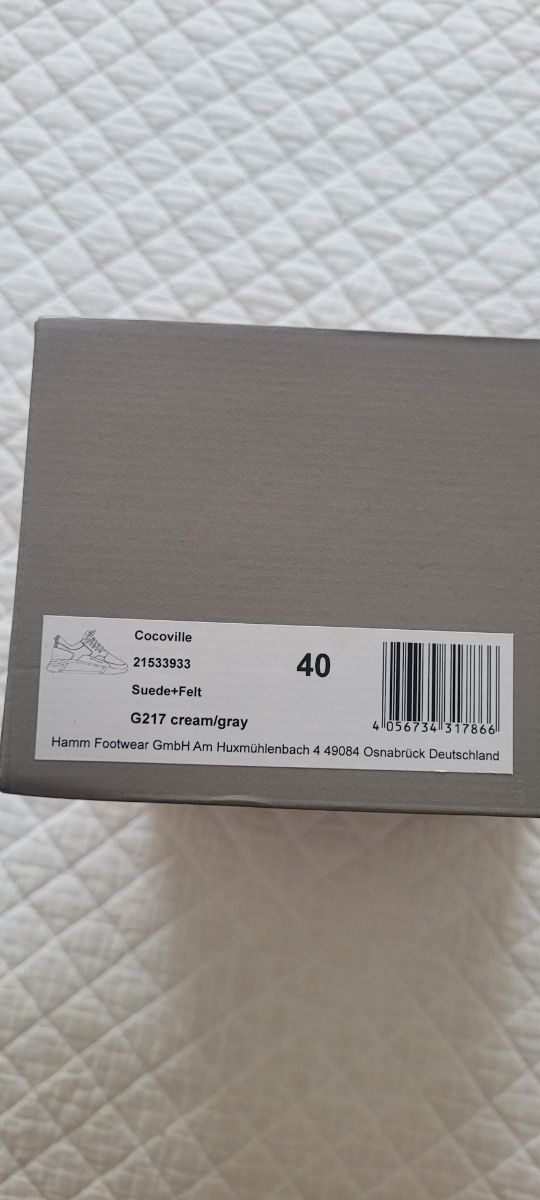 Cocoville
21533933
40
Suede+Felt
G217 cream/gray
4 056734 317866
Hamm Footwear GmbH Am Huxmühlenbach 4 49084 Osnabrück Deutschland